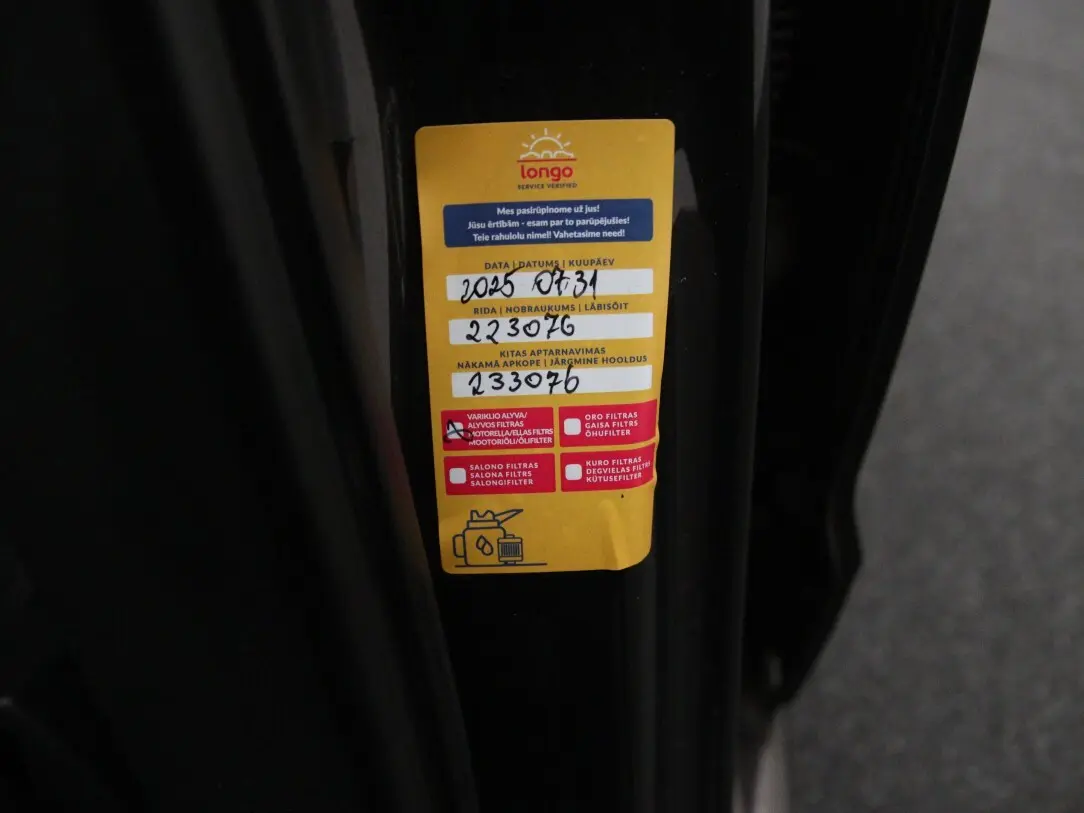 longo
SERVICE VERIFIED
Mes pasirūpinome už jus!
Jūsu ērtībām - esam par to parūpējušies!
Teie rahulolu nimel! Vahetasime need!
DATA | DATUMS | KUUPÄEV
2025 07.31
RIDA | NOBRAUKUMS | LÄBISÕIT
223076
KITAS APTARNAVIMAS
NĀKAMĀ APKOPE | JÄRGMINE HOOLDUS
233076
VARIKLIO ALYVA/
ALYVOS FILTRAS
MOTOREĻĻA/EĻĻAS FILTRS
MOOTORIÕLI/ÕLIFILTER
ORO FILTRAS
GAISA FILTRS
ÕHUFILTER
SALONO FILTRAS
SALONA FILTRS
SALONGIFILTER
KURO FILTRAS
DEGVIELAS FILTRS
KÜTUSEFILTER